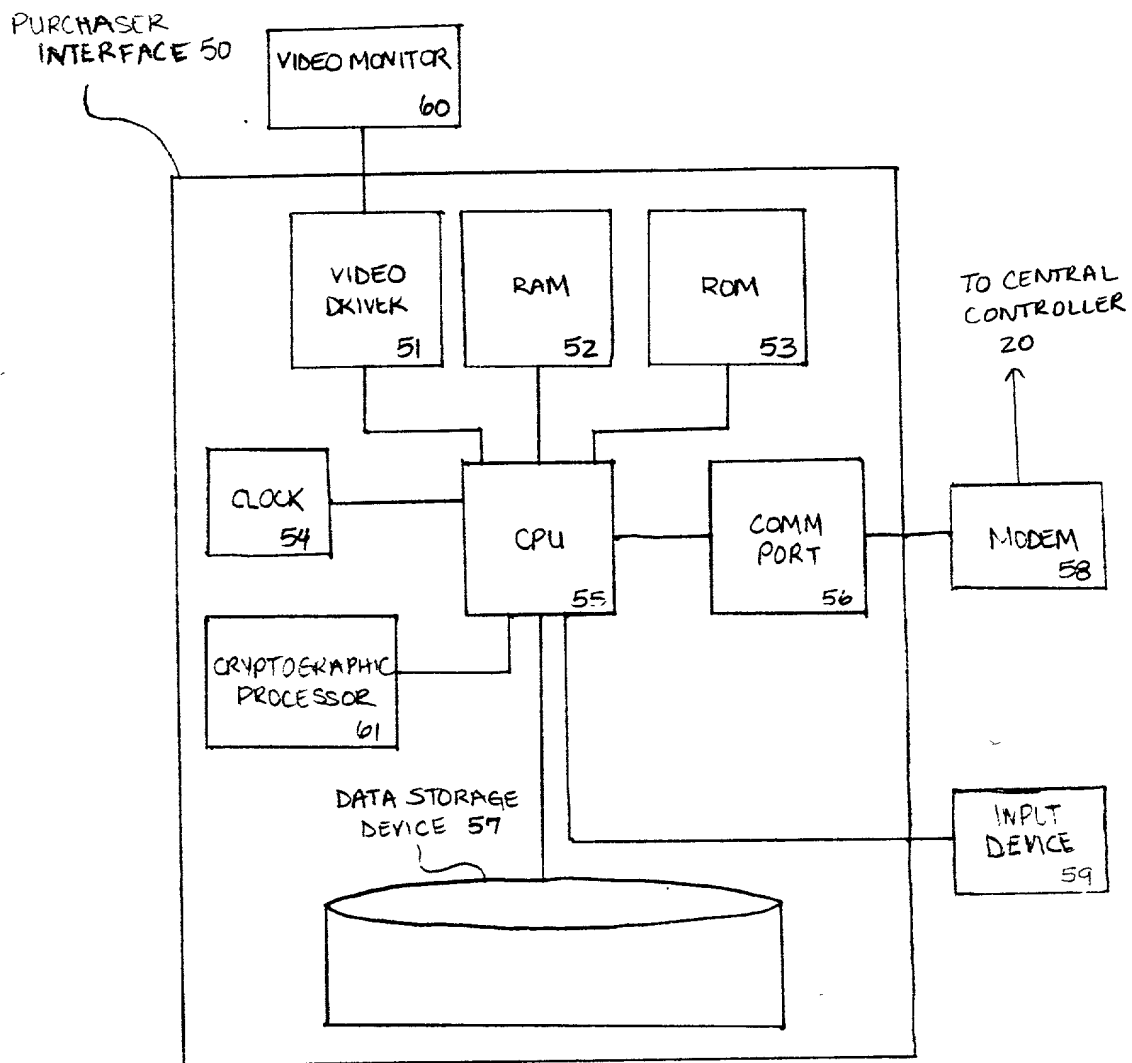 PURCHASER
INTERFACE 50
VIDEO MONITOR
60
VIDEO
DRIVER
51
RAM
52
ROM
53
TO CENTRAL
CONTROLLER
20
CLOCK
54
CPU
55
COMM
PORT
56
MODEM
58
CRYPTOGRAPHIC
PROCESSOR
61
DATA STORAGE
DEVICE 57
INPUT
DEVICE
59